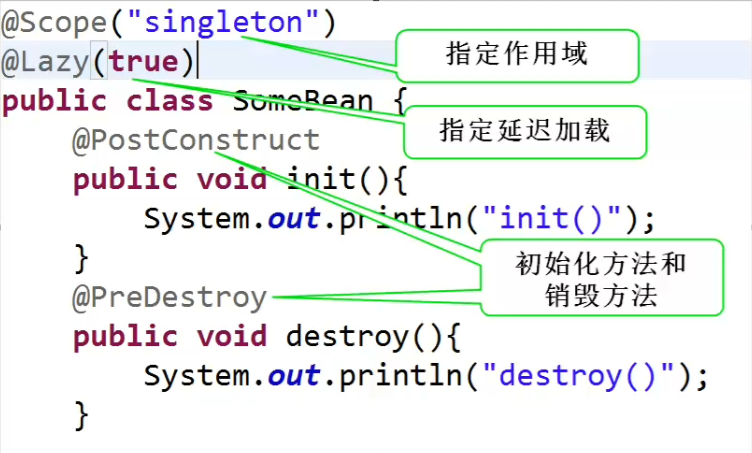 @Scope("singleton")
指定作用域
@Lazy(true)
public class SomeBean {
指定延迟加载
@PostConstruct
public void init(){
System.out.println("init()");
}
初始化方法和
销毁方法
@PreDestroy
public void destroy(){
System.out.println("destroy()");
}